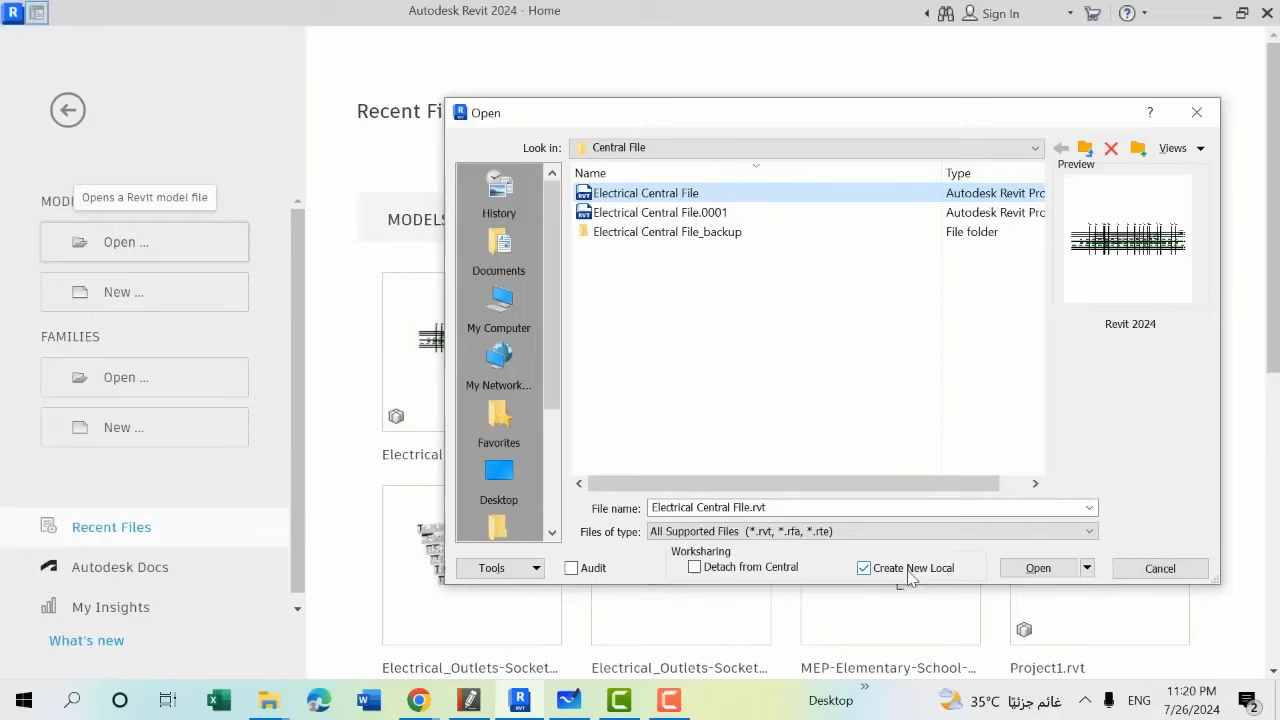 Autodesk Revit 2024 - Home
Sign In
Recent Fi
MODE
Opens a Revit model file
Open ...
New ...
FAMILIES
Open ...
New ...
Recent Files
Autodesk Docs
My Insights
What's new
MODELS
Electrical
Open
Look in:
Central File
Views
Preview
Name
Type
Electrical Central File
Autodesk Revit Prc
Electrical Central File.0001
Autodesk Revit Prc
Electrical Central File_backup
File folder
Revit 2024
History
Documents
My Computer
My Network...
Favorites
Desktop
File name:
Electrical Central File.rvt
Files of type:
All Supported Files (*.rvt, *.rfa, *.rte)
Worksharing
Tools
Audit
Detach from Central
Create New Local
Open
Cancel
Electrical_Outlets-Socket...
Electrical_Outlets-Socket...
MEP-Elementary-School-...
Project1.rvt
Desktop
35°C غائم جزئيًا
ENG
11:20 PM
7/26/2024
2